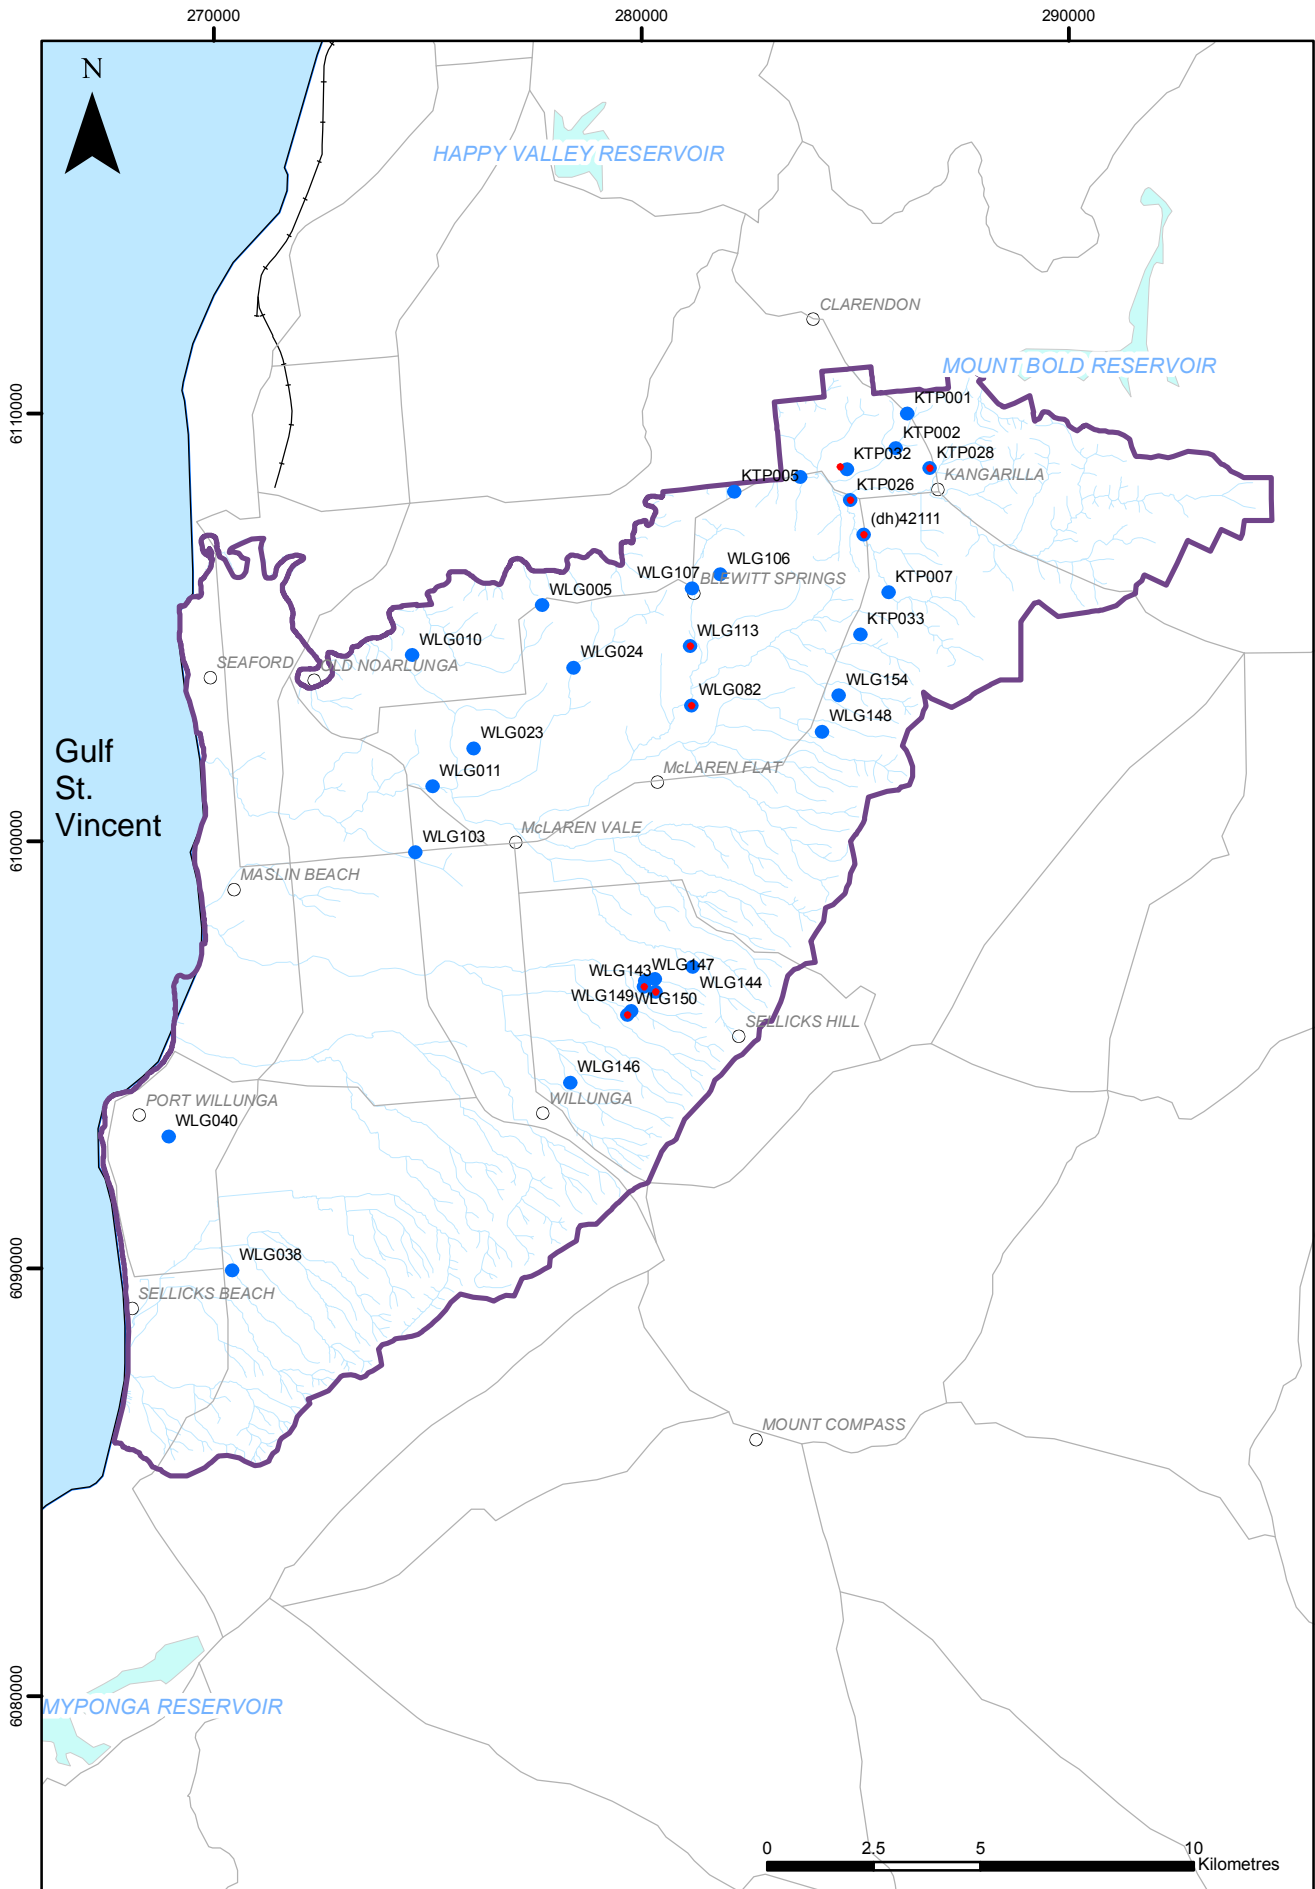 270000
280000
290000
N
HAPPY VALLEY RESERVOIR
CLARENDON
MOUNT BOLD RESERVOIR
6110000
KTP001
KTP002
KTP032
KTP028
KTP005
KANGARILLA
KTP026
(dh)42111
WLG106
WLG107
BLEWITT SPRINGS
WLG005
KTP007
WLG113
KTP033
WLG010
SEAFORD
OLD NOARLUNGA
WLG024
WLG082
WLG154
WLG148
WLG023
Gulf
St.
Vincent
WLG011
McLAREN FLAT
6100000
WLG103
McLAREN VALE
MASLIN BEACH
WLG143
WLG147
WLG144
WLG149
WLG150
SELLICKS HILL
WLG146
WILLUNGA
PORT WILLUNGA
WLG040
6090000
WLG038
SELLICKS BEACH
MOUNT COMPASS
6080000
MYPONGA RESERVOIR
0
2.5
5
10
Kilometres